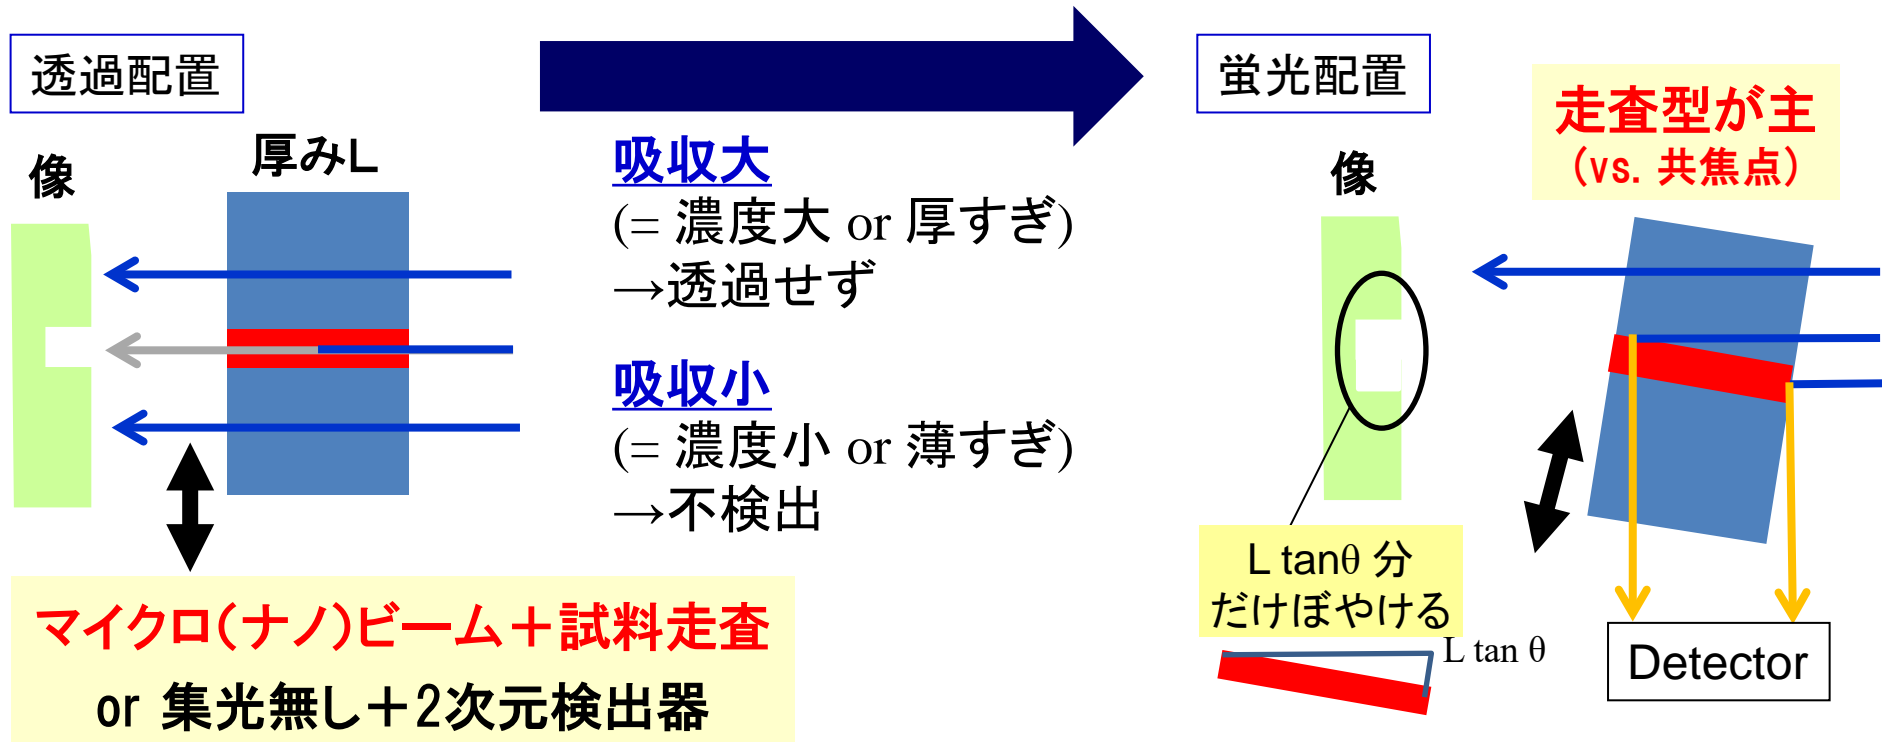 透過配置
像
厚みL
マイクロ(ナノ)ビーム＋試料走査
or 集光無し＋2次元検出器
吸収大
(= 濃度大 or 厚すぎ)
→透過せず
吸収小
(= 濃度小 or 薄すぎ)
→不検出
蛍光配置
走査型が主
(vs. 共焦点)
像
L tanθ 分
だけぼやける
L tan θ
Detector